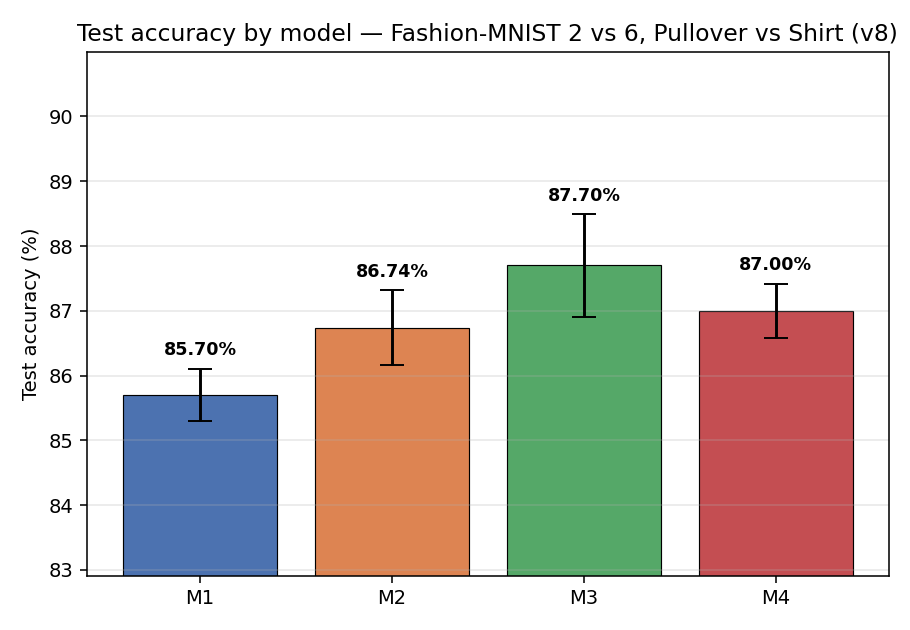 Test accuracy by model — Fashion-MNIST 2 vs 6, Pullover vs Shirt (v8)
Test accuracy (%)
90
89
88
87
86
85
84
83
85.70%
86.74%
87.70%
87.00%
M1
M2
M3
M4